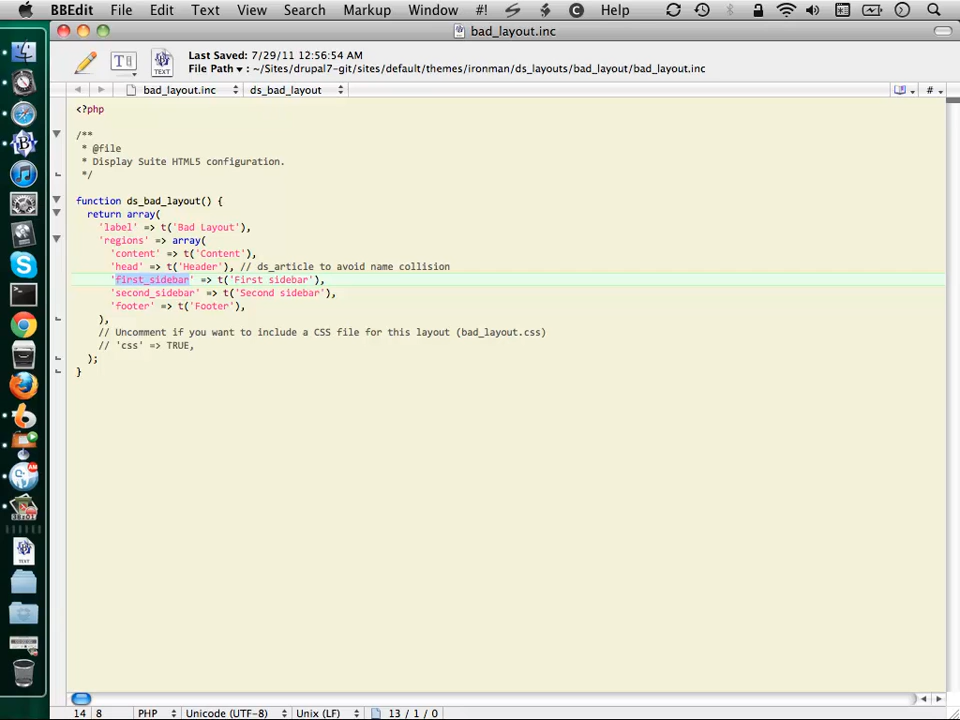 BBEdit File Edit Text View Search Markup Window #! Help
bad_layout.inc
Last Saved: 7/29/11 12:56:54 AM
File Path ▾ : ~/Sites/drupal7-git/sites/default/themes/ironman/ds_layouts/bad_layout/bad_layout.inc
TEXT
bad_layout.inc ds_bad_layout #
<?php
/**
* @file
* Display Suite HTML5 configuration.
*/
function ds_bad_layout() {
return array(
'label' => t('Bad Layout'),
'regions' => array(
'content' => t('Content'),
'head' => t('Header'), // ds_article to avoid name collision
'first_sidebar' => t('First sidebar'),
'second_sidebar' => t('Second sidebar'),
'footer' => t('Footer'),
),
// Uncomment if you want to include a CSS file for this layout (bad_layout.css)
// 'css' => TRUE,
);
}
TEXT
14 8 PHP Unicode (UTF-8) Unix (LF) 13 / 1 / 0